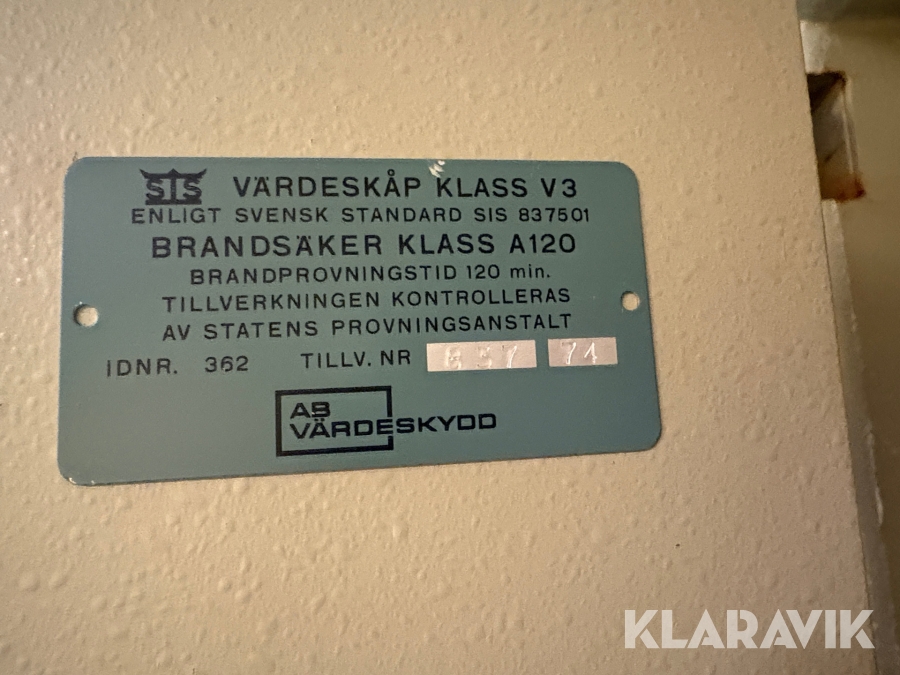 SIS VÄRDESKÅP KLASS V3
ENLIGT SVENSK STANDARD SIS 837501
BRANDSÄKER KLASS A120
BRANDPROVNINGSTID 120 min.
TILLVERKNINGEN KONTROLLERAS
AV STATENS PROVNINGSANSTALT
IDNR. 362 TILLV. NR 74
AB
VÄRDESKYDD
KLARAVIK